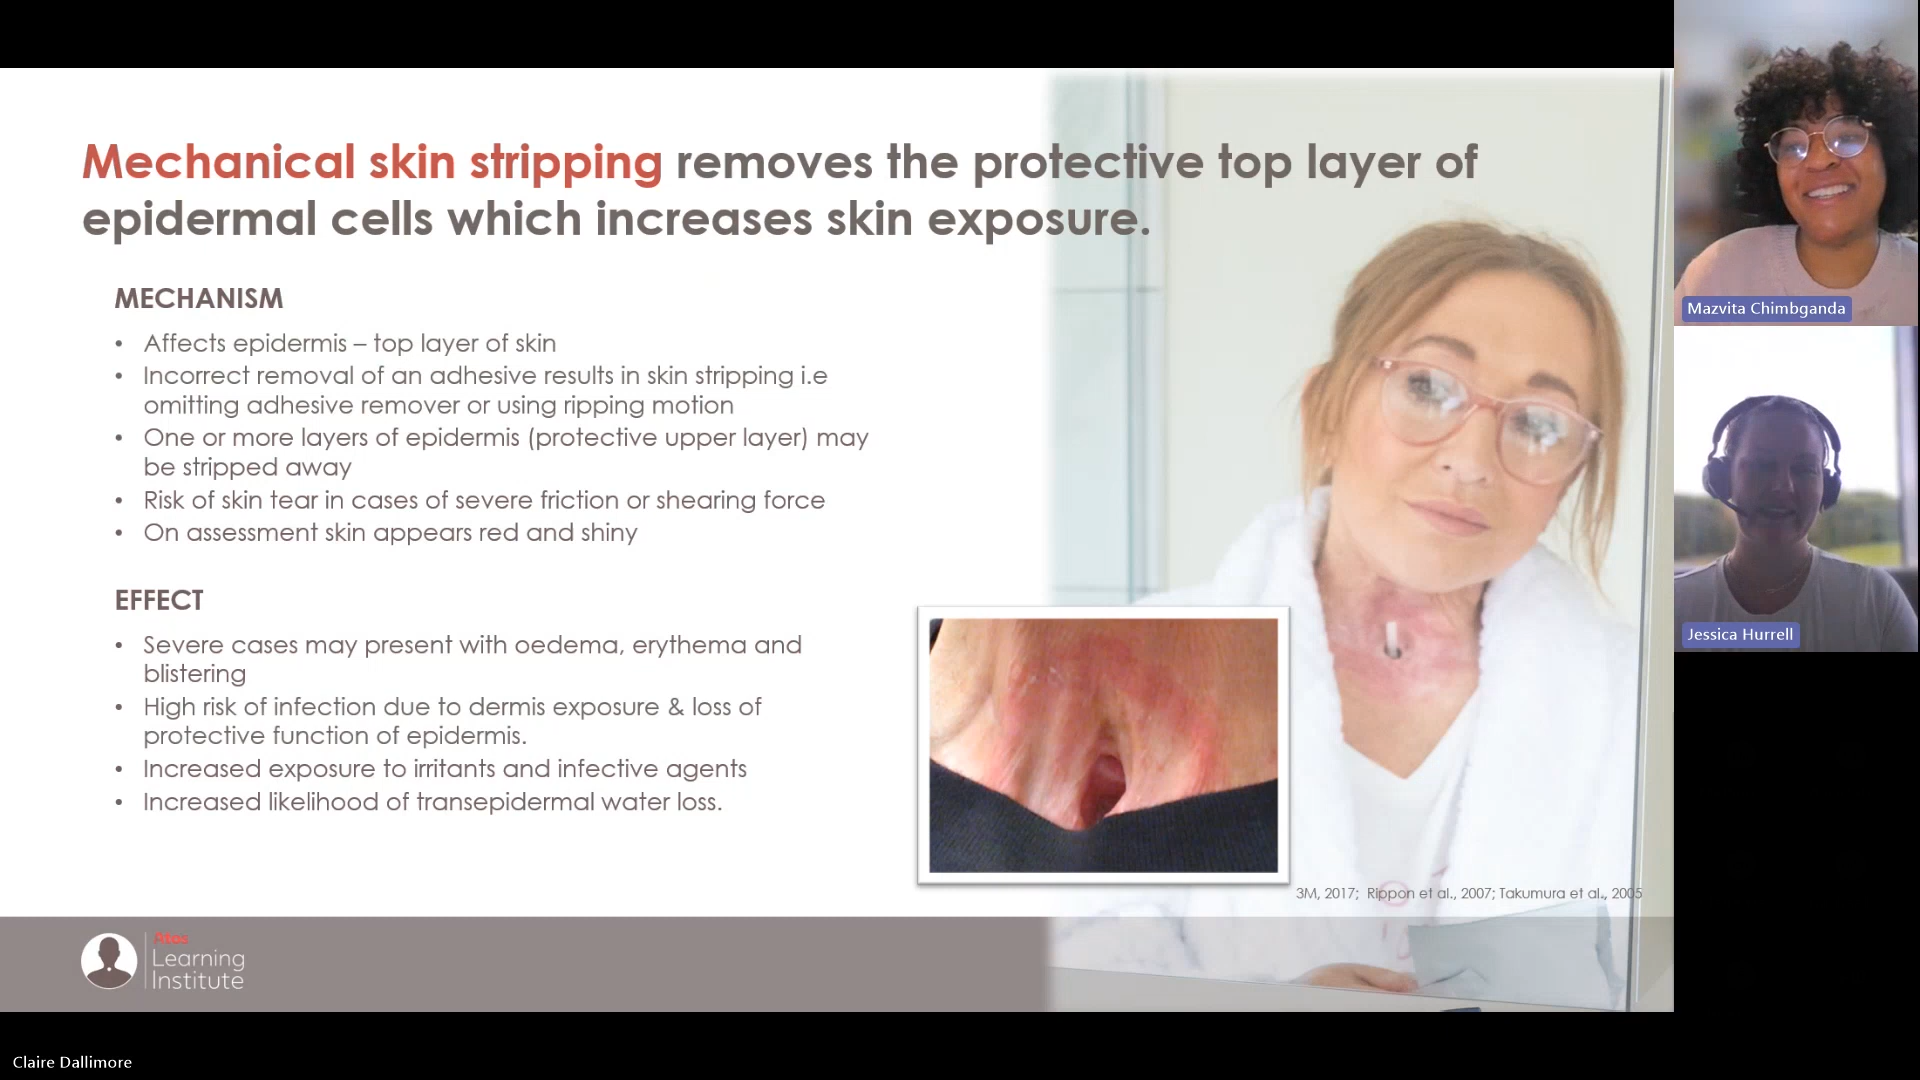 Mechanical skin stripping removes the protective top layer of
epidermal cells which increases skin exposure.
MECHANISM
• Affects epidermis – top layer of skin
• Incorrect removal of an adhesive results in skin stripping i.e
omitting adhesive remover or using ripping motion
• One or more layers of epidermis (protective upper layer) may
be stripped away
• Risk of skin tear in cases of severe friction or shearing force
• On assessment skin appears red and shiny
EFFECT
• Severe cases may present with oedema, erythema and
blistering
• High risk of infection due to dermis exposure & loss of
protective function of epidermis.
• Increased exposure to irritants and infective agents
• Increased likelihood of transepidermal water loss.
3M, 2017; Rippon et al., 2007; Takumura et al., 2005
Atos
Learning
Institute
Mazvita Chimbganda
Jessica Hurrell
Claire Dallimore